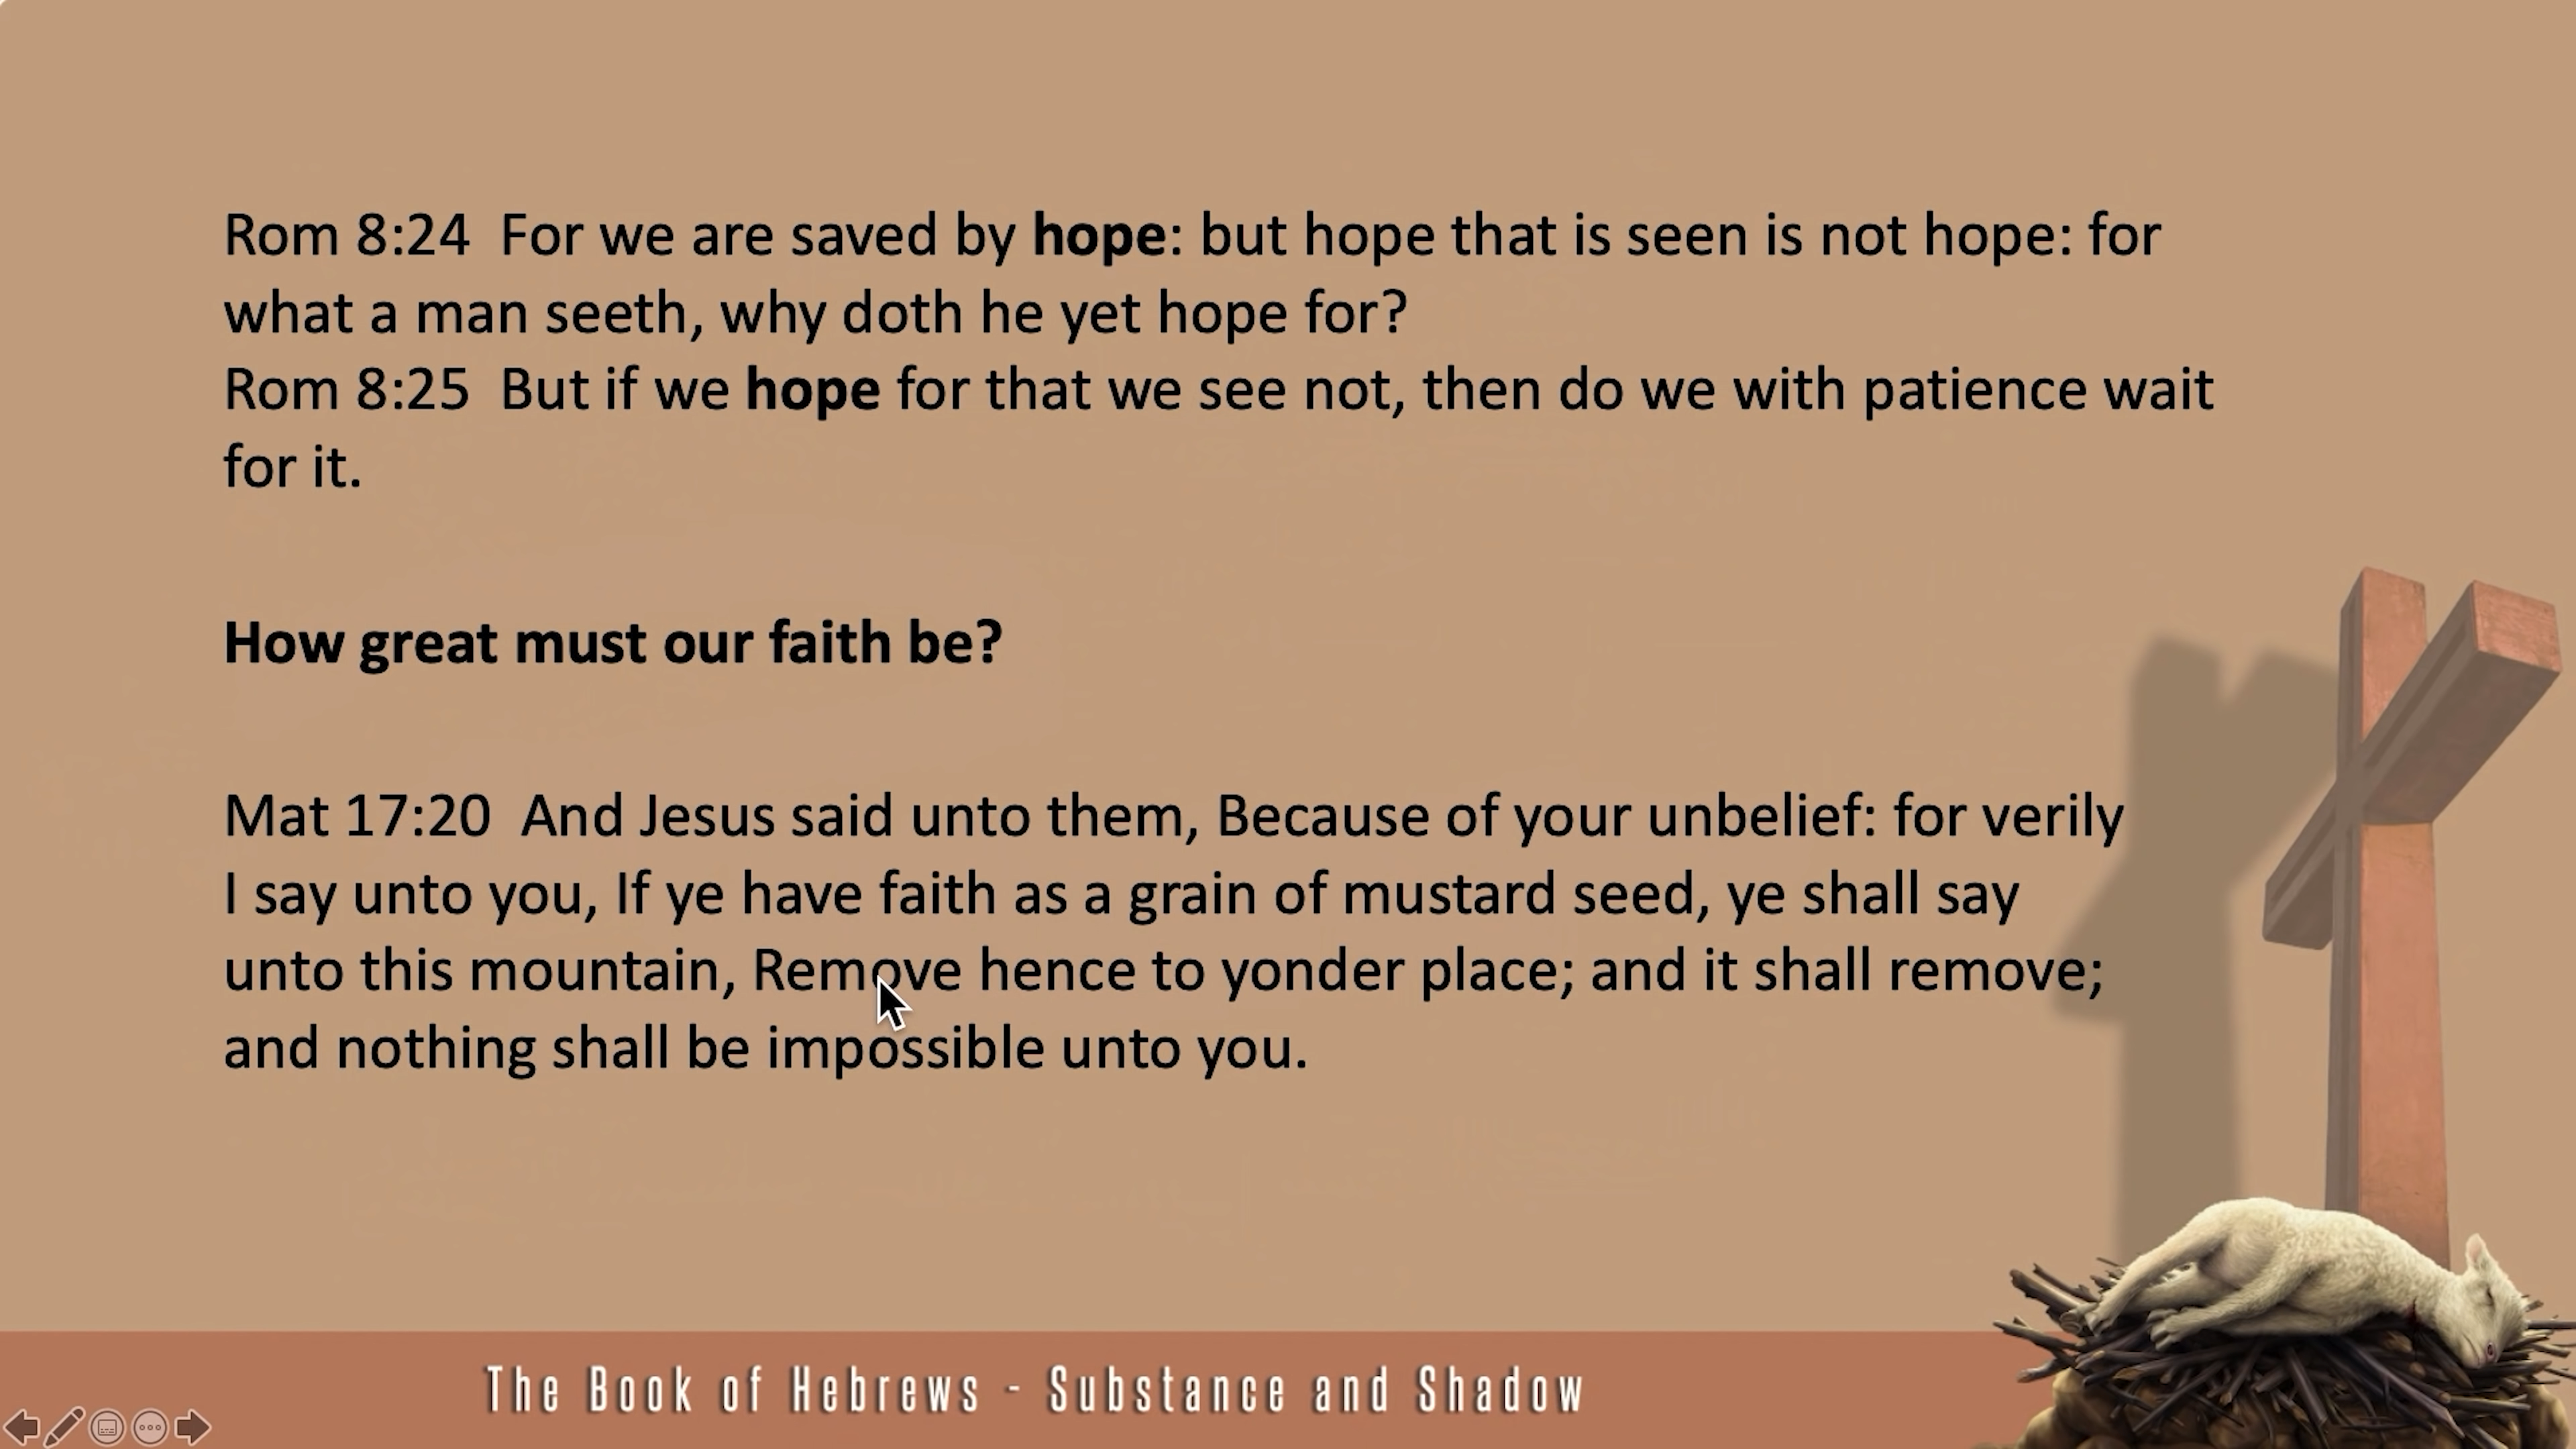 Rom 8:24  For we are saved by hope: but hope that is seen is not hope: for
what a man seeth, why doth he yet hope for?
Rom 8:25  But if we hope for that we see not, then do we with patience wait
for it.
How great must our faith be?
Mat 17:20  And Jesus said unto them, Because of your unbelief: for verily
I say unto you, If ye have faith as a grain of mustard seed, ye shall say
unto this mountain, Remove hence to yonder place; and it shall remove;
and nothing shall be impossible unto you.
The Book of Hebrews - Substance and Shadow